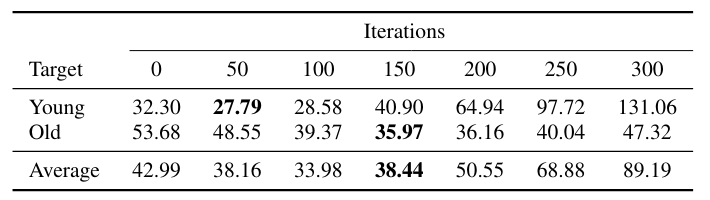 Iterations
Target 0 50 100 150 200 250 300
Young 32.30 27.79 28.58 40.90 64.94 97.72 131.06
Old 53.68 48.55 39.37 35.97 36.16 40.04 47.32
Average 42.99 38.16 33.98 38.44 50.55 68.88 89.19